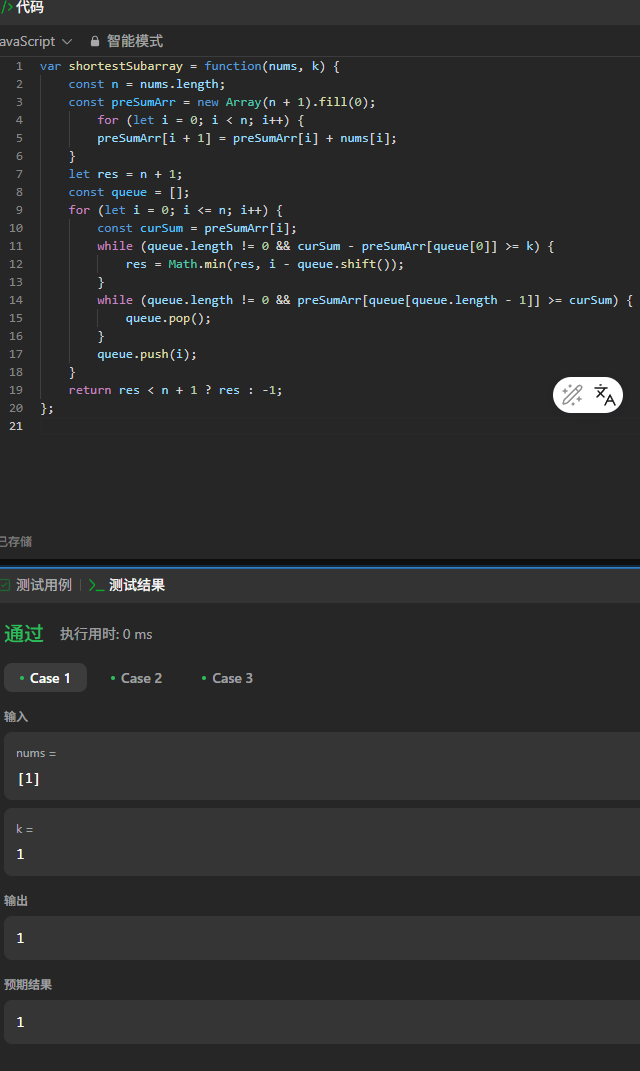 代码
avaScript 智能模式
1 var shortestSubarray = function(nums, k) {
2     const n = nums.length;
3     const preSumArr = new Array(n + 1).fill(0);
4         for (let i = 0; i < n; i++) {
5         preSumArr[i + 1] = preSumArr[i] + nums[i];
6     }
7     let res = n + 1;
8     const queue = [];
9     for (let i = 0; i <= n; i++) {
10         const curSum = preSumArr[i];
11         while (queue.length != 0 && curSum - preSumArr[queue[0]] >= k) {
12             res = Math.min(res, i - queue.shift());
13         }
14         while (queue.length != 0 && preSumArr[queue[queue.length - 1]] >= curSum) {
15             queue.pop();
16         }
17         queue.push(i);
18     }
19     return res < n + 1 ? res : -1;
20 };
21
已存储
测试用例 | >_ 测试结果
通过 执行用时: 0 ms
• Case 1 • Case 2 • Case 3
输入
nums =
[1]
k =
1
输出
1
预期结果
1